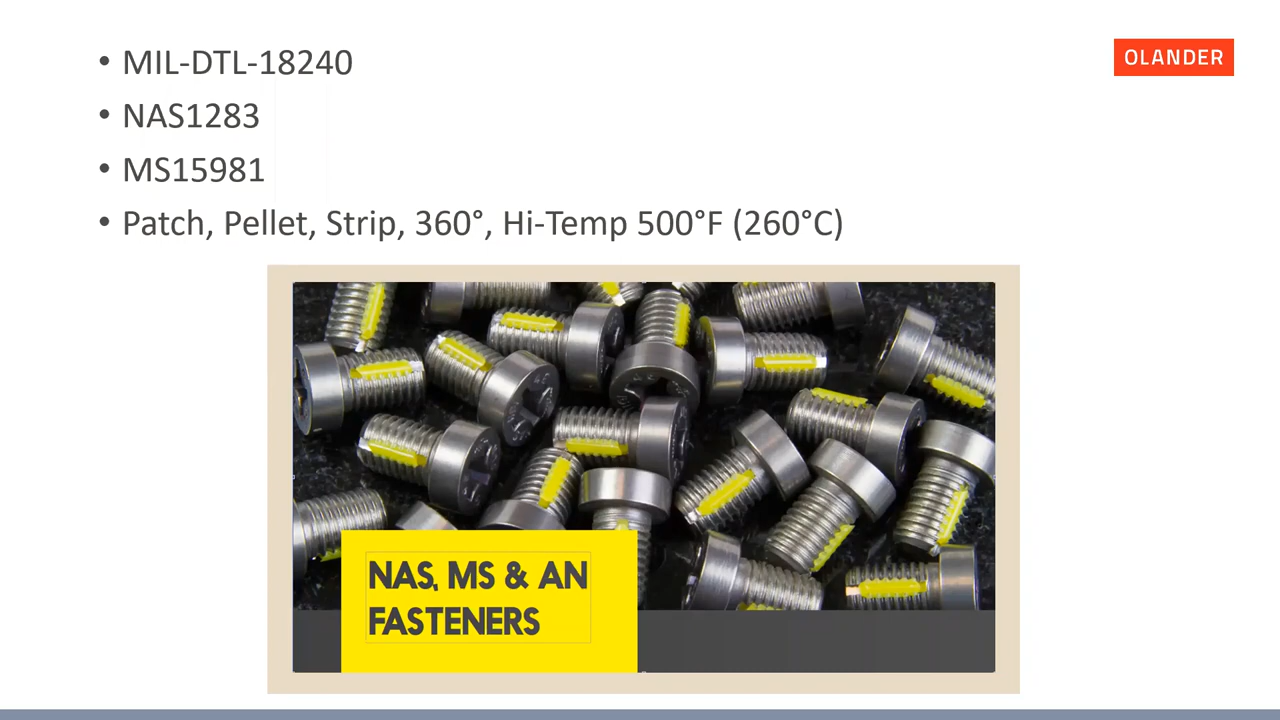 • MIL-DTL-18240
OLANDER
• NAS1283
• MS15981
• Patch, Pellet, Strip, 360°, Hi-Temp 500°F (260°C)
NAS, MS & AN
FASTENERS